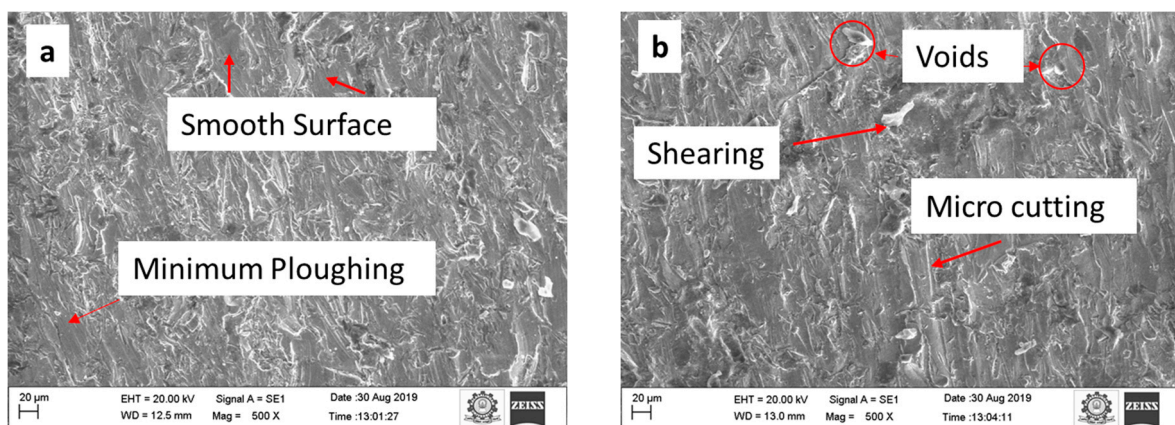 a
Smooth Surface
Minimum Ploughing
20 µm
EHT = 20.00 kV
Signal A = SE1
Date :30 Aug 2019
WD = 12.5 mm
Mag = 500 X
Time :13:01:27
ZEISS
b
Voids
Shearing
Micro cutting
20 µm
EHT = 20.00 kV
Signal A = SE1
Date :30 Aug 2019
WD = 13.0 mm
Mag = 500 X
Time :13:04:11
ZEISS